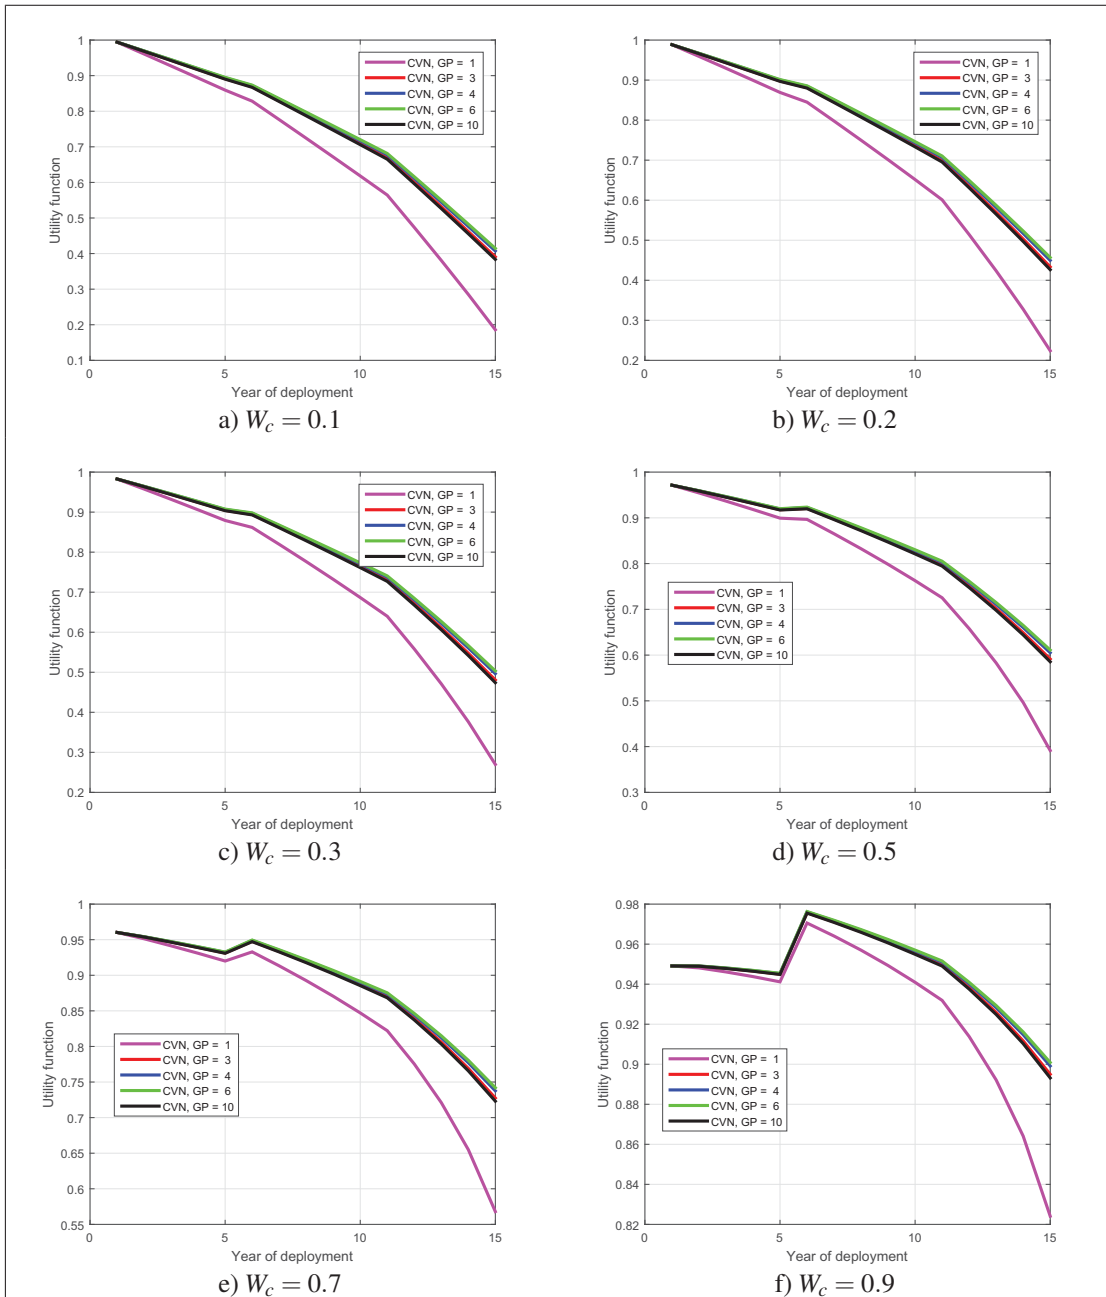 1
0.9
0.8
0.7
0.6
0.5
0.4
0.3
0.2
0.1
0
5
10
15
Utility function
Year of deployment
CVN, GP = 1
CVN, GP = 3
CVN, GP = 4
CVN, GP = 6
CVN, GP = 10
a) W_c = 0.1
1
0.9
0.8
0.7
0.6
0.5
0.4
0.3
0.2
0
5
10
15
Utility function
Year of deployment
CVN, GP = 1
CVN, GP = 3
CVN, GP = 4
CVN, GP = 6
CVN, GP = 10
b) W_c = 0.2
1
0.9
0.8
0.7
0.6
0.5
0.4
0.3
0.2
0
5
10
15
Utility function
Year of deployment
CVN, GP = 1
CVN, GP = 3
CVN, GP = 4
CVN, GP = 6
CVN, GP = 10
c) W_c = 0.3
1
0.9
0.8
0.7
0.6
0.5
0.4
0.3
0
5
10
15
Utility function
Year of deployment
CVN, GP = 1
CVN, GP = 3
CVN, GP = 4
CVN, GP = 6
CVN, GP = 10
d) W_c = 0.5
1
0.95
0.9
0.85
0.8
0.75
0.7
0.65
0.6
0.55
0
5
10
15
Utility function
Year of deployment
CVN, GP = 1
CVN, GP = 3
CVN, GP = 4
CVN, GP = 6
CVN, GP = 10
e) W_c = 0.7
0.98
0.96
0.94
0.92
0.9
0.88
0.86
0.84
0.82
0
5
10
15
Utility function
Year of deployment
CVN, GP = 1
CVN, GP = 3
CVN, GP = 4
CVN, GP = 6
CVN, GP = 10
f) W_c = 0.9